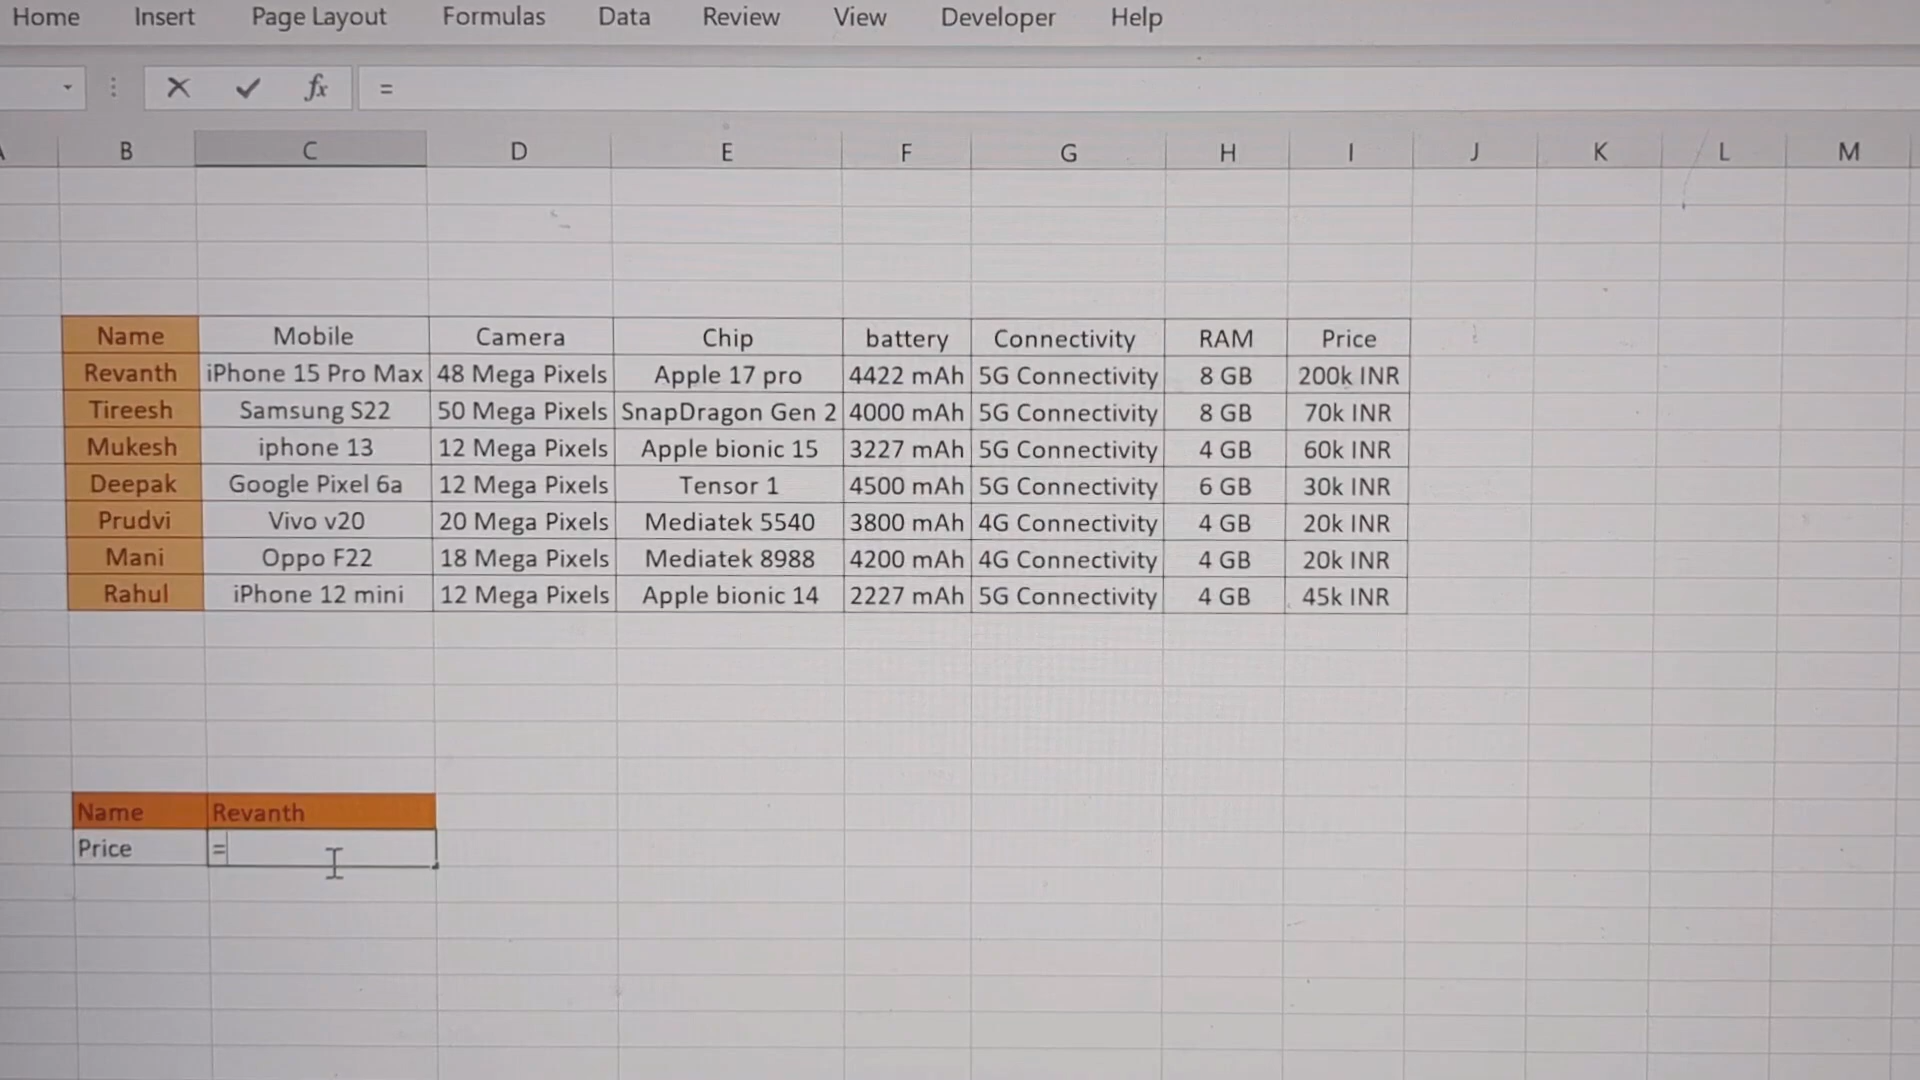 Home Insert Page Layout Formulas Data Review View Developer Help
fx =
B C D E F G H I J K L M
Name Mobile Camera Chip battery Connectivity RAM Price
Revanth iPhone 15 Pro Max 48 Mega Pixels Apple 17 pro 4422 mAh 5G Connectivity 8 GB 200k INR
Tireesh Samsung S22 50 Mega Pixels SnapDragon Gen 2 4000 mAh 5G Connectivity 8 GB 70k INR
Mukesh iphone 13 12 Mega Pixels Apple bionic 15 3227 mAh 5G Connectivity 4 GB 60k INR
Deepak Google Pixel 6a 12 Mega Pixels Tensor 1 4500 mAh 5G Connectivity 6 GB 30k INR
Prudvi Vivo v20 20 Mega Pixels Mediatek 5540 3800 mAh 4G Connectivity 4 GB 20k INR
Mani Oppo F22 18 Mega Pixels Mediatek 8988 4200 mAh 4G Connectivity 4 GB 20k INR
Rahul iPhone 12 mini 12 Mega Pixels Apple bionic 14 2227 mAh 5G Connectivity 4 GB 45k INR
Name Revanth
Price =